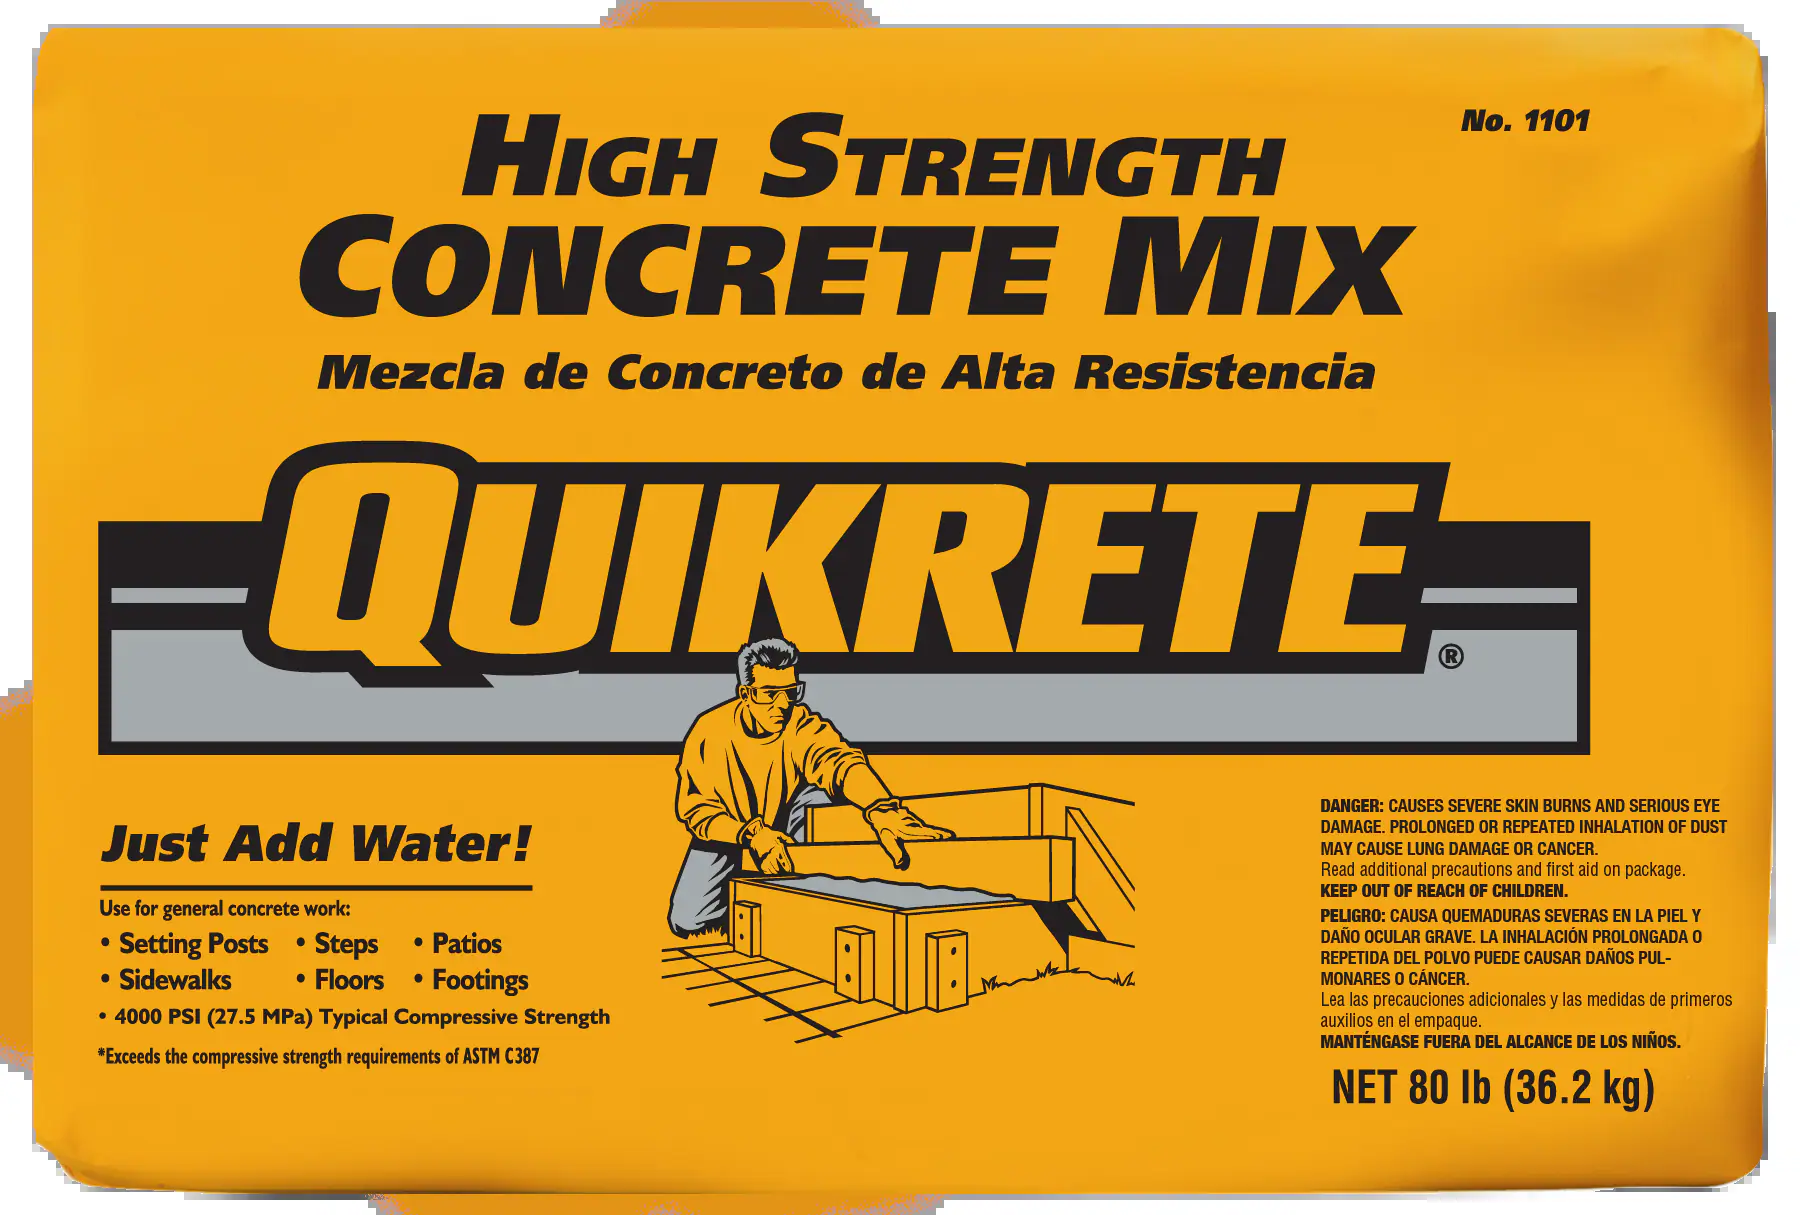 No. 1101
HIGH STRENGTH
CONCRETE MIX
Mezcla de Concreto de Alta Resistencia
QUIKRETE®
Just Add Water!
Use for general concrete work:
• Setting Posts • Steps • Patios
• Sidewalks • Floors • Footings
• 4000 PSI (27.5 MPa) Typical Compressive Strength
*Exceeds the compressive strength requirements of ASTM C387
DANGER: CAUSES SEVERE SKIN BURNS AND SERIOUS EYE
DAMAGE. PROLONGED OR REPEATED INHALATION OF DUST
MAY CAUSE LUNG DAMAGE OR CANCER.
Read additional precautions and first aid on package.
KEEP OUT OF REACH OF CHILDREN.
PELIGRO: CAUSA QUEMADURAS SEVERAS EN LA PIEL Y
DAÑO OCULAR GRAVE. LA INHALACIÓN PROLONGADA O
REPETIDA DEL POLVO PUEDE CAUSAR DAÑOS PUL-
MONARES O CÁNCER.
Lea las precauciones adicionales y las medidas de primeros
auxilios en el empaque.
MANTÉNGASE FUERA DEL ALCANCE DE LOS NIÑOS.
NET 80 lb (36.2 kg)